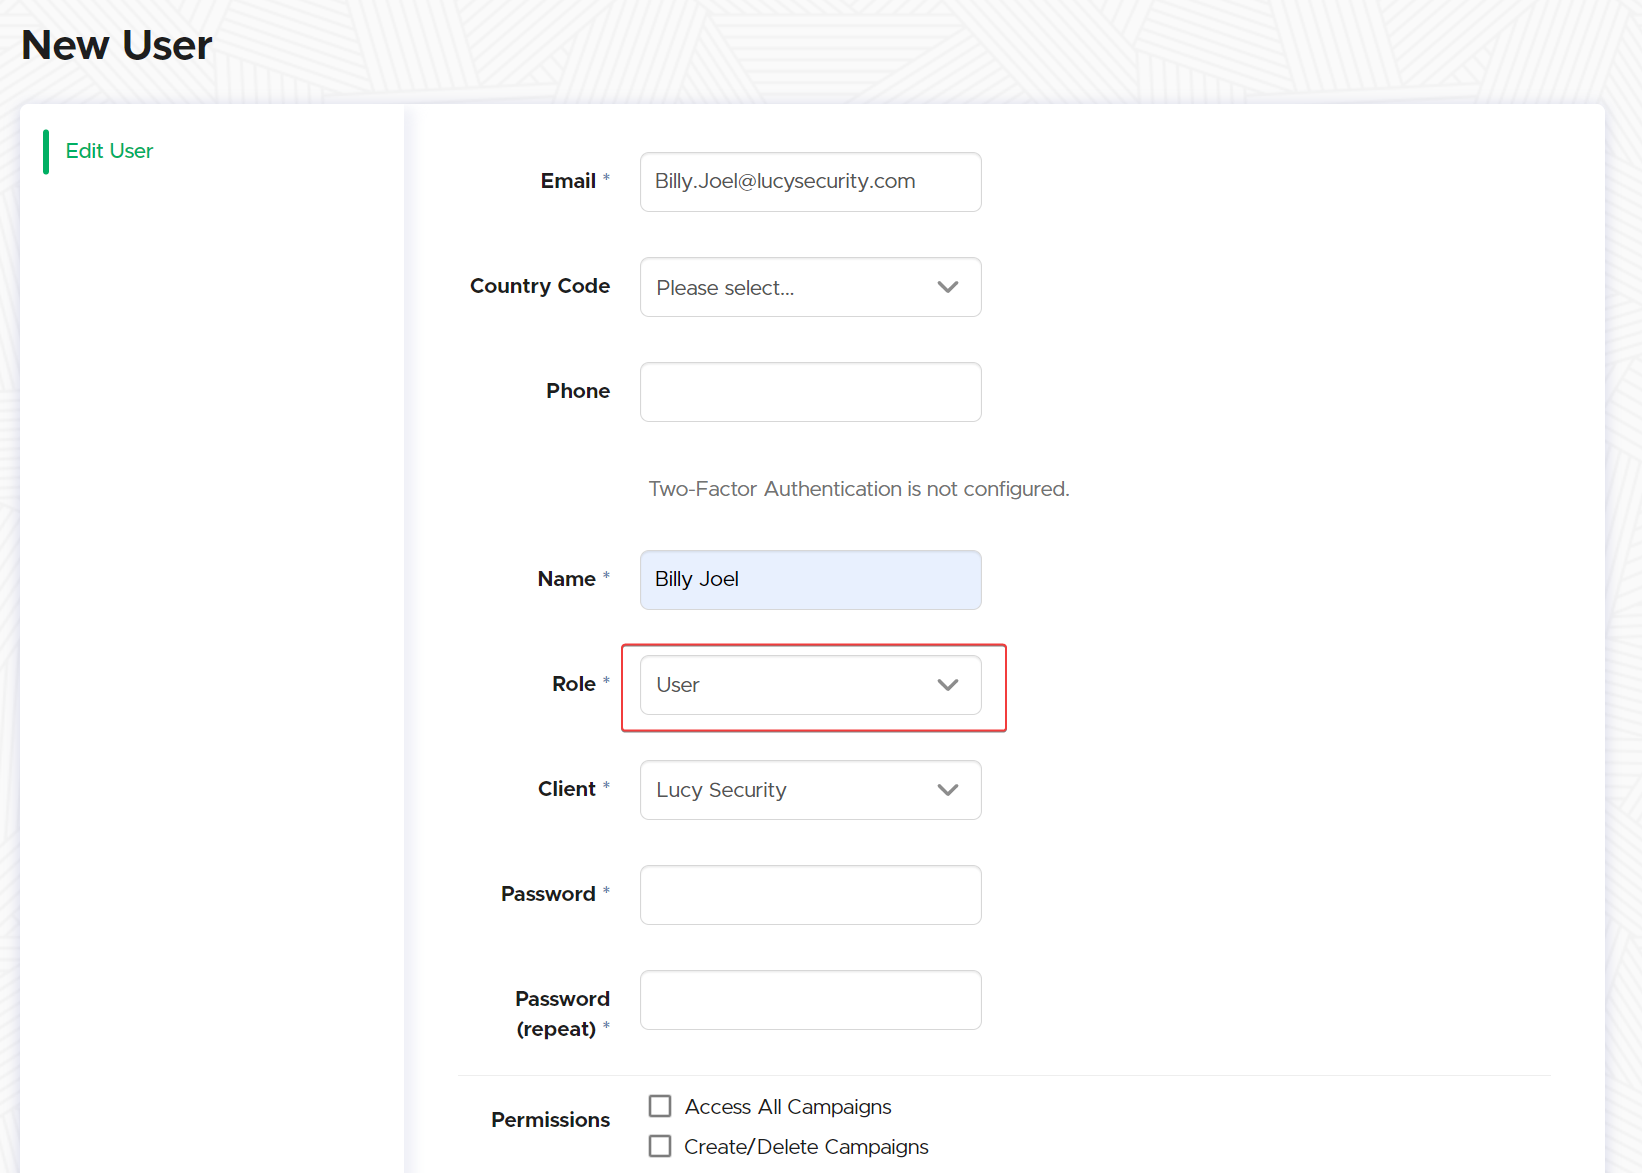 New User
Edit User
Email * Billy.Joel@lucysecurity.com
Country Code Please select...
Phone
Two-Factor Authentication is not configured.
Name * Billy Joel
Role * User
Client * Lucy Security
Password *
Password
(repeat) *
Permissions
Access All Campaigns
Create/Delete Campaigns